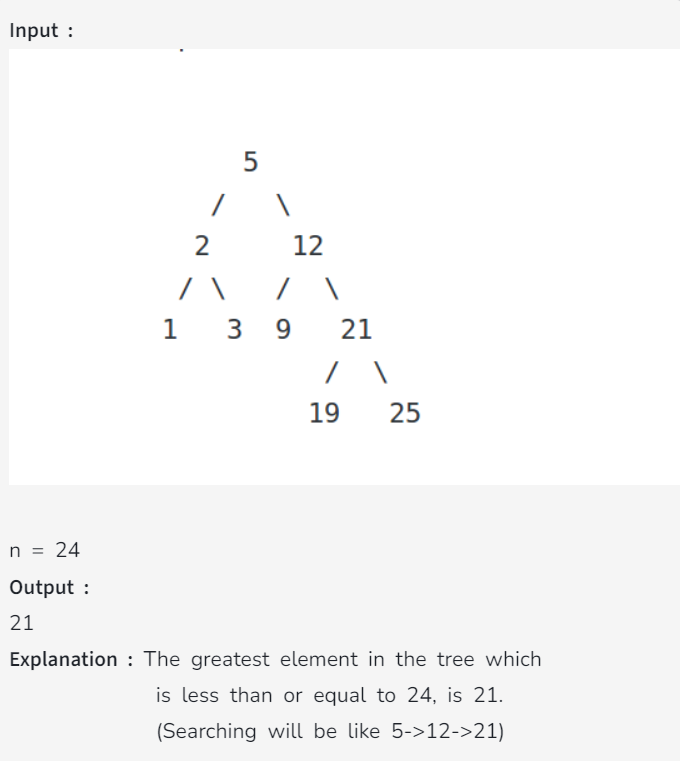 Input :
5
/ \
2 12
/ \ / \
1 3 9 21
/ \
19 25
n = 24
Output :
21
Explanation : The greatest element in the tree which
is less than or equal to 24, is 21.
(Searching will be like 5->12->21)